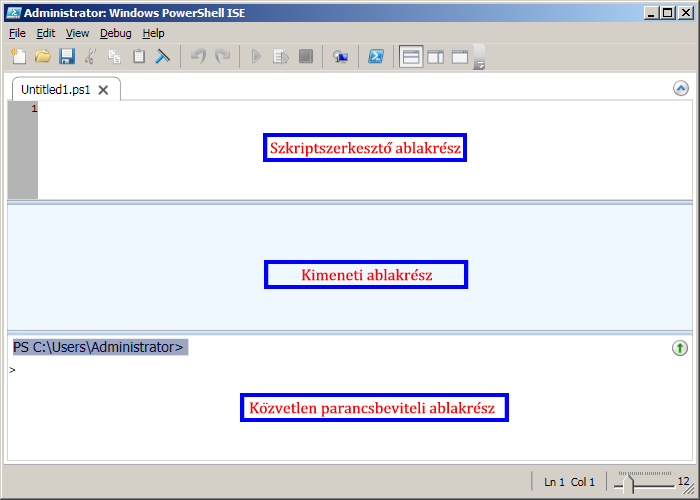 Administrator: Windows PowerShell ISE
File Edit View Debug Help
Untitled1.ps1
1
Szkriptszerkesztő ablakrész
Kimeneti ablakrész
PS C:\Users\Administrator>
>
Közvetlen parancsbeviteli ablakrész
Ln 1 Col 1 12